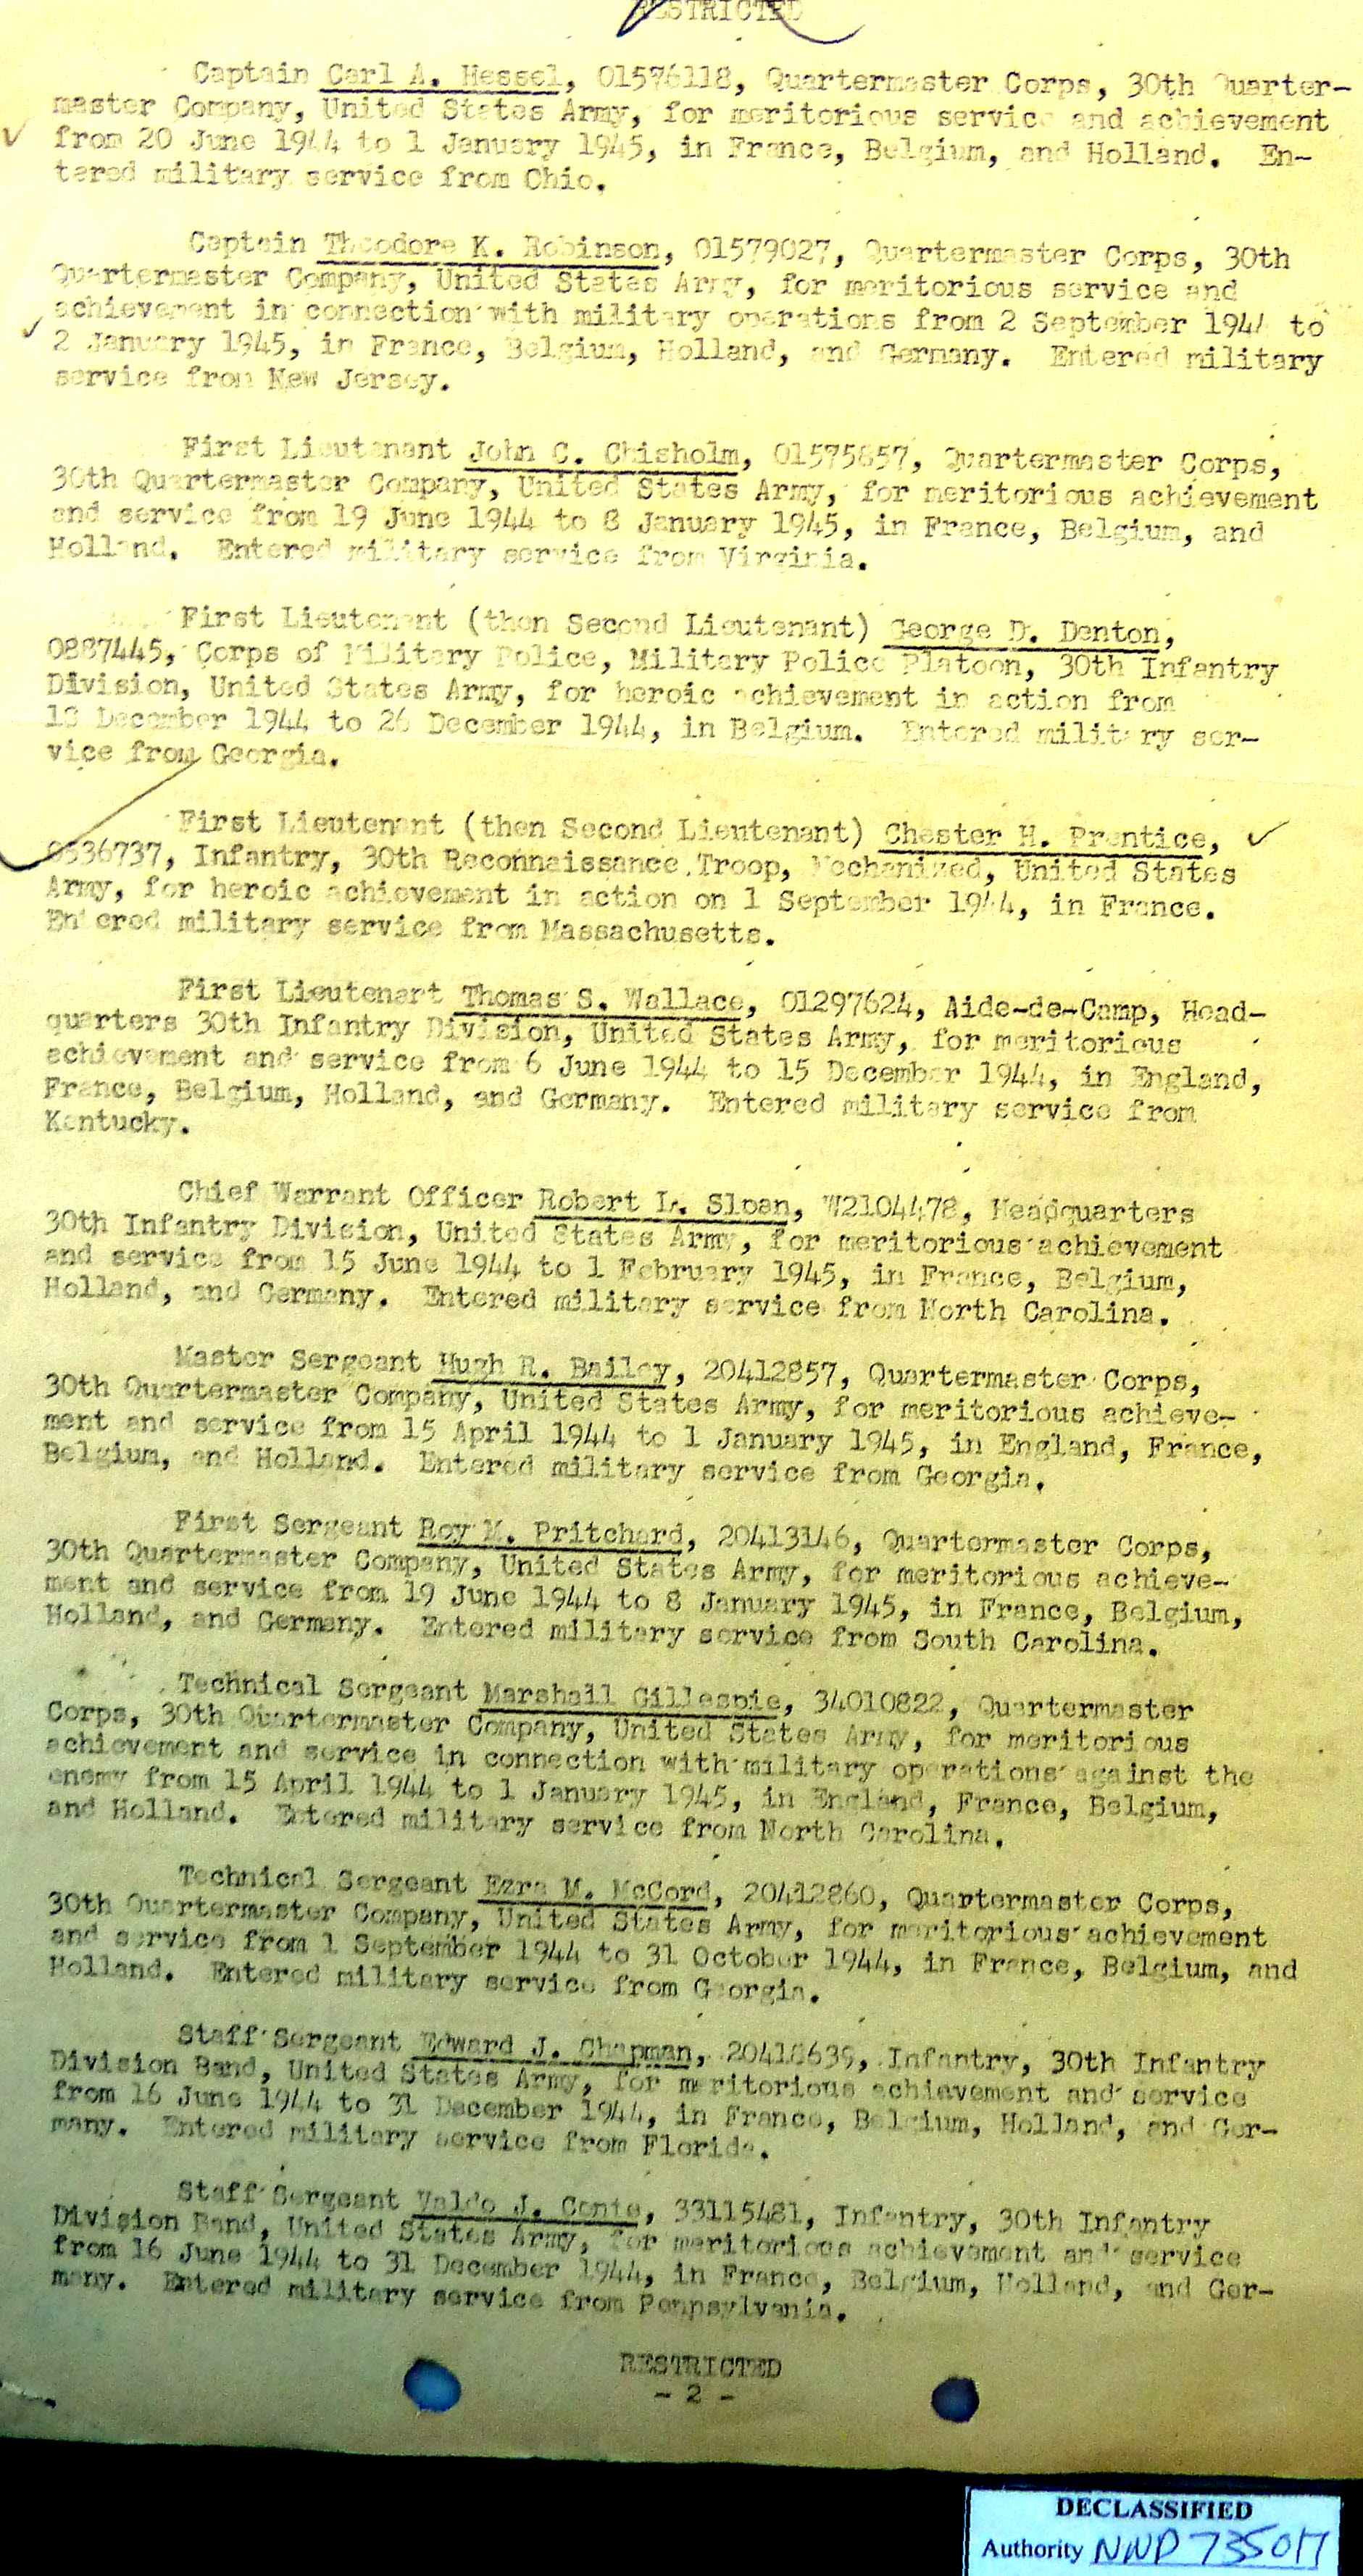 RESTRICTED
Captain Carl A. Hessel, 01576118, Quartermaster Corps, 30th Quarter-
master Company, United States Army, for meritorious service and achievement
from 20 June 1944 to 1 January 1945, in France, Belgium, and Holland. En-
tered military service from Ohio.
Captain Theodore K. Robinson, 01579027, Quartermaster Corps, 30th
Quartermaster Company, United States Army, for meritorious service and
achievement in connection with military operations from 2 September 1944 to
2 January 1945, in France, Belgium, Holland, and Germany. Entered military
service from New Jersey.
First Lieutenant John C. Chisholm, 01575857, Quartermaster Corps,
30th Quartermaster Company, United States Army, for meritorious achievement
and service from 19 June 1944 to 8 January 1945, in France, Belgium, and
Holland. Entered military service from Virginia.
First Lieutenant (then Second Lieutenant) George D. Denton,
0887445, Corps of Military Police, Military Police Platoon, 30th Infantry
Division, United States Army, for heroic achievement in action from
18 December 1944 to 26 December 1944, in Belgium. Entered military ser-
vice from Georgia.
First Lieutenant (then Second Lieutenant) Chester H. Prentice,
0536737, Infantry, 30th Reconnaissance Troop, Mechanized, United States
Army, for heroic achievement in action on 1 September 1944, in France.
Entered military service from Massachusetts.
First Lieutenant Thomas S. Wallace, 01297624, Aide-de-Camp, Head-
quarters 30th Infantry Division, United States Army, for meritorious
achievement and service from 6 June 1944 to 15 December 1944, in England,
France, Belgium, Holland, and Germany. Entered military service from
Kentucky.
Chief Warrant Officer Robert L. Sloan, W2104478, Headquarters
30th Infantry Division, United States Army, for meritorious achievement
and service from 15 June 1944 to 1 February 1945, in France, Belgium,
Holland, and Germany. Entered military service from North Carolina.
Master Sergeant Hugh R. Bailey, 20412857, Quartermaster Corps,
30th Quartermaster Company, United States Army, for meritorious achieve-
ment and service from 15 April 1944 to 1 January 1945, in England, France,
Belgium, and Holland. Entered military service from Georgia.
First Sergeant Roy M. Pritchard, 20413146, Quartermaster Corps,
30th Quartermaster Company, United States Army, for meritorious achieve-
ment and service from 19 June 1944 to 8 January 1945, in France, Belgium,
Holland, and Germany. Entered military service from South Carolina.
Technical Sergeant Marshall Gillespie, 34010822, Quartermaster
Corps, 30th Quartermaster Company, United States Army, for meritorious
achievement and service in connection with military operations against the
enemy from 15 April 1944 to 1 January 1945, in England, France, Belgium,
and Holland. Entered military service from North Carolina.
Technical Sergeant Ezra M. McCord, 20412860, Quartermaster Corps,
30th Quartermaster Company, United States Army, for meritorious achievement
and service from 1 September 1944 to 31 October 1944, in France, Belgium, and
Holland. Entered military service from Georgia.
Staff Sergeant Edward J. Chapman, 20418639, Infantry, 30th Infantry
Division Band, United States Army, for meritorious achievement and service
from 16 June 1944 to 31 December 1944, in France, Belgium, Holland, and Ger-
many. Entered military service from Florida.
Staff Sergeant Valdo J. Conte, 33115481, Infantry, 30th Infantry
Division Band, United States Army, for meritorious achievement and service
from 16 June 1944 to 31 December 1944, in France, Belgium, Holland, and Ger-
many. Entered military service from Pennsylvania.
RESTRICTED
- 2 -
DECLASSIFIED
Authority NND 735017